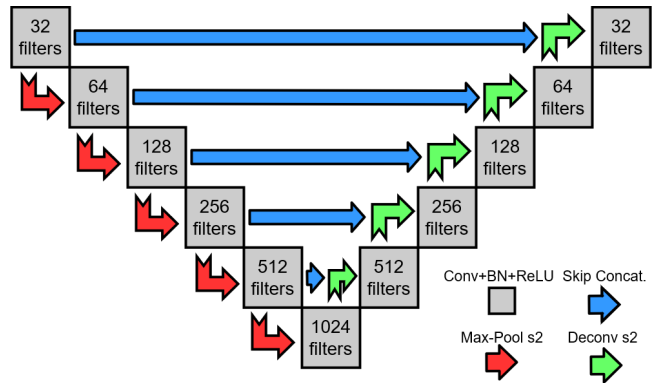 32
filters
32
filters
64
filters
64
filters
128
filters
128
filters
256
filters
256
filters
512
filters
512
filters
1024
filters
Conv+BN+ReLU
Skip Concat.
Max-Pool s2
Deconv s2